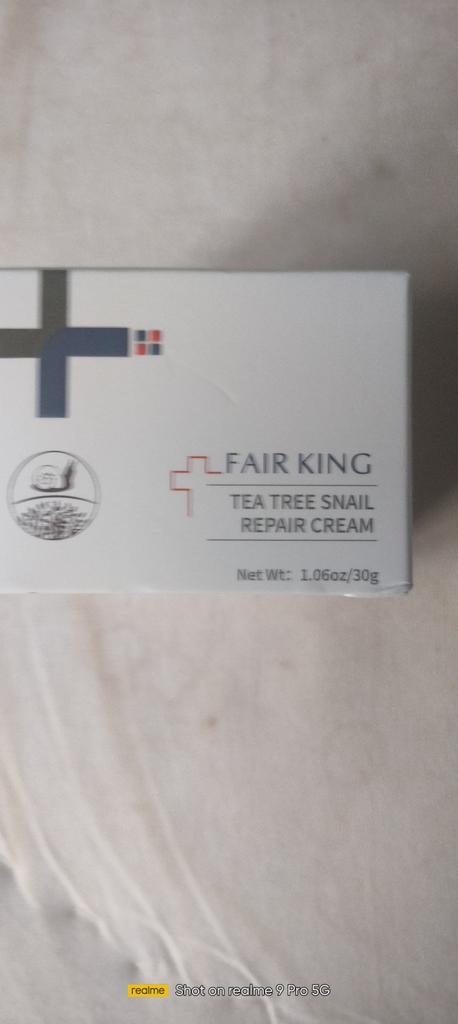 FAIR KING
TEA TREE SNAIL
REPAIR CREAM
Net Wt: 1.06oz/30g
realme Shot on realme 9 Pro 5G